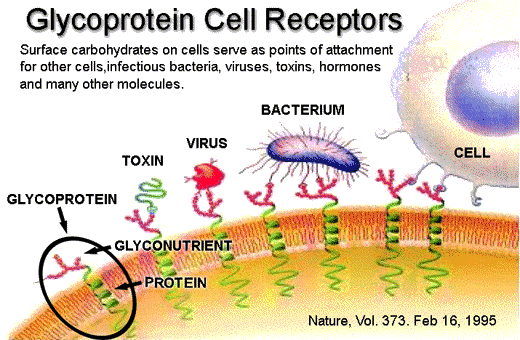 Glycoprotein Cell Receptors
Surface carbohydrates on cells serve as points of attachment
for other cells,infectious bacteria, viruses, toxins, hormones
and many other molecules.
BACTERIUM
VIRUS
TOXIN
CELL
GLYCOPROTEIN
GLYCONUTRIENT
PROTEIN
Nature, Vol. 373. Feb 16, 1995